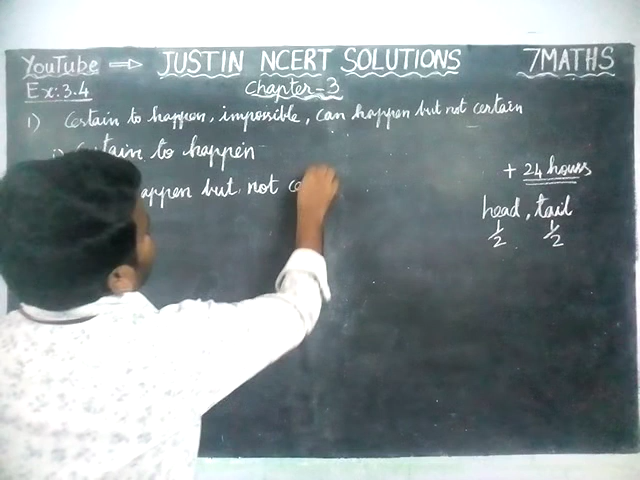 YouTube → JUSTIN NCERT SOLUTIONS 7MATHS
Ex: 3.4 Chapter-3
1) Certain to happen, impossible, can happen but not certain
i) Certain to happen
+ 24 hours
happen but not
head, tail
1/2 1/2